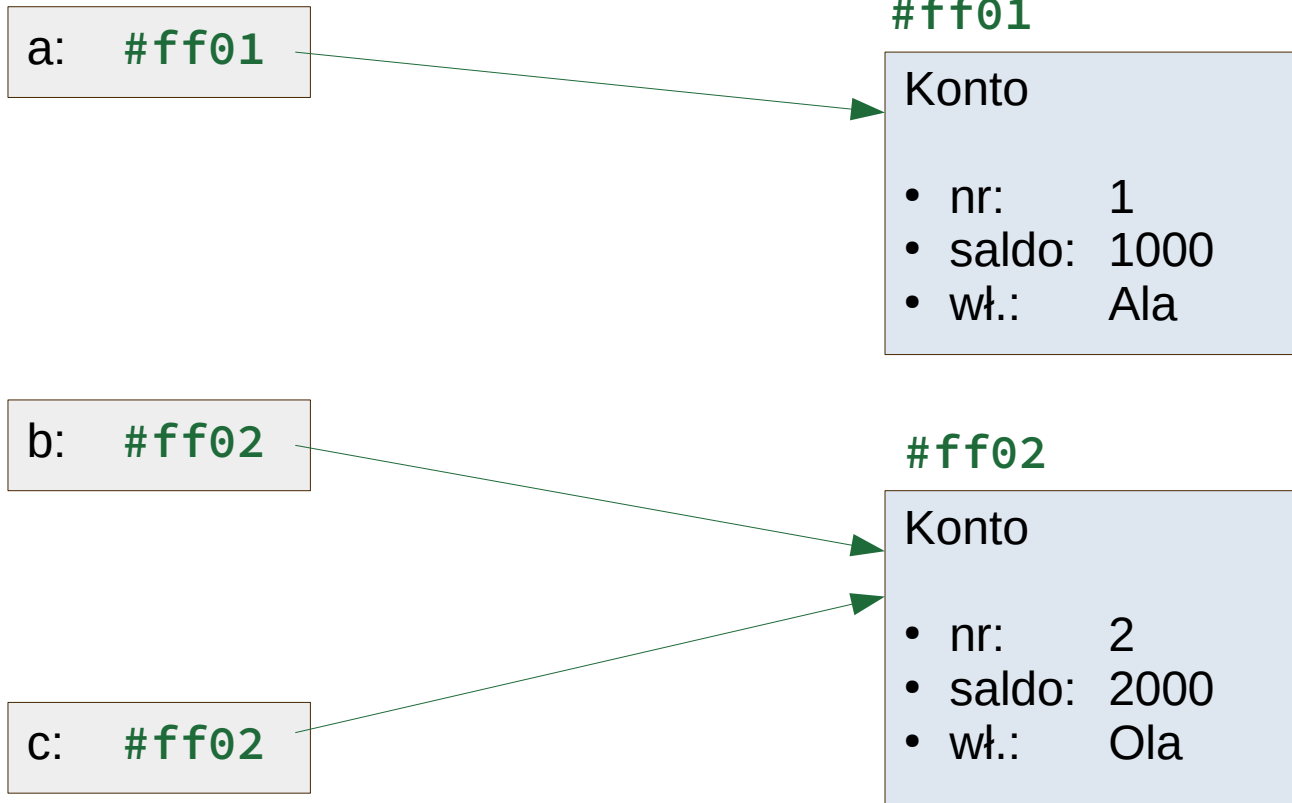 a: #ff01
#ff01
Konto
• nr: 1
• saldo: 1000
• wł.: Ala
b: #ff02
#ff02
Konto
• nr: 2
• saldo: 2000
• wł.: Ola
c: #ff02